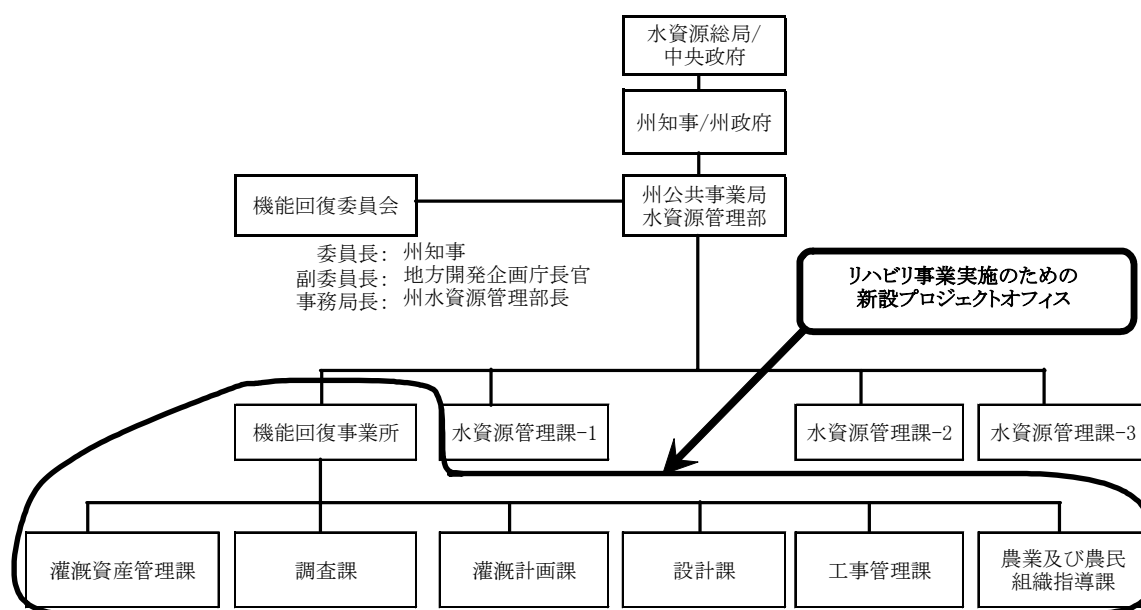 水資源総局/
中央政府
州知事/州政府
機能回復委員会
州公共事業局
水資源管理部
委員長: 州知事
副委員長: 地方開発企画庁長官
事務局長: 州水資源管理部長
リハビリ事業実施のための
新設プロジェクトオフィス
機能回復事業所
水資源管理課-1
水資源管理課-2
水資源管理課-3
灌漑資産管理課
調査課
灌漑計画課
設計課
工事管理課
農業及び農民
組織指導課